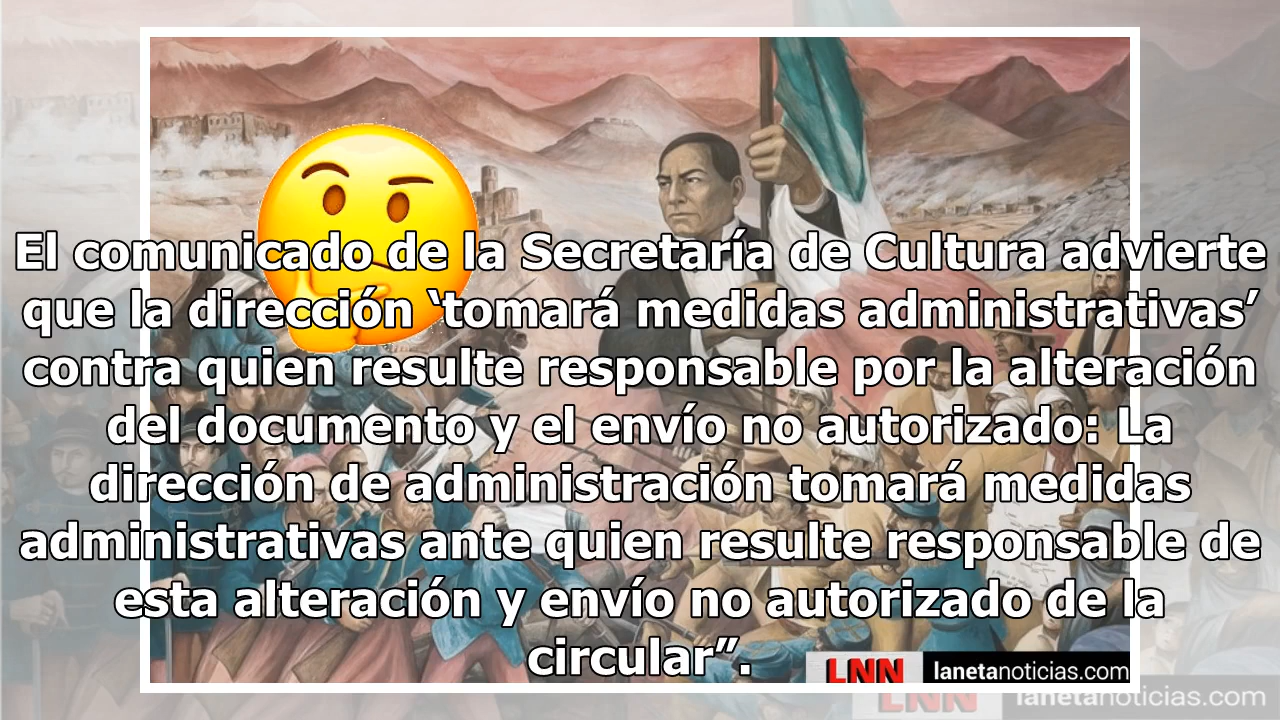 El comunicado de la Secretaría de Cultura advierte
que la dirección ‘tomará medidas administrativas’
contra quien resulte responsable por la alteración
del documento y el envío no autorizado: La
dirección de administración tomará medidas
administrativas ante quien resulte responsable de
esta alteración y envío no autorizado de la
circular”.
LNN lanetanoticias.com
LNN lanetanoticias.com